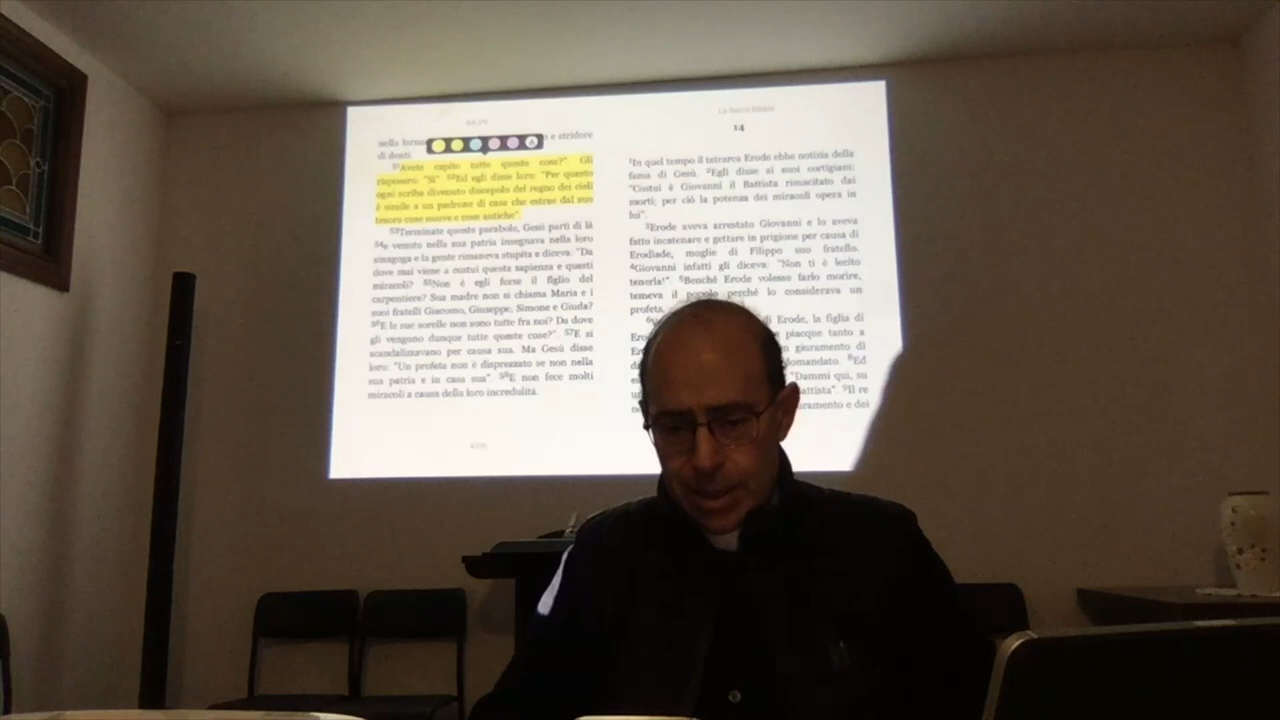 nella forna e stridore
di denti.
51Avete capito tutte queste cose?". Gli
risposero: "Sì". 52Ed egli disse loro: "Per questo
ogni scriba divenuto discepolo del regno dei cieli
è simile a un padrone di casa che estrae dal suo
tesoro cose nuove e cose antiche".
53Terminate queste parabole, Gesù partì di là
54e venuto nella sua patria insegnava nella loro
sinagoga e la gente rimaneva stupita e diceva: "Da
dove mai viene a costui questa sapienza e questi
miracoli? 55Non è egli forse il figlio del
carpentiere? Sua madre non si chiama Maria e i
suoi fratelli Giacomo, Giuseppe, Simone e Giuda?
56E le sue sorelle non sono tutte fra noi? Da dove
gli vengono dunque tutte queste cose?". 57E si
scandalizzavano per causa sua. Ma Gesù disse
loro: "Un profeta non è disprezzato se non nella
sua patria e in casa sua". 58E non fece molti
miracoli a causa della loro incredulità.
La Sacra Bibbia
14
1In quel tempo il tetrarca Erode ebbe notizia della
fama di Gesù. 2Egli disse ai suoi cortigiani:
"Costui è Giovanni il Battista risuscitato dai
morti; per ciò la potenza dei miracoli opera in
lui".
3Erode aveva arrestato Giovanni e lo aveva
fatto incatenare e gettare in prigione per causa di
Erodiade, moglie di Filippo suo fratello.
4Giovanni infatti gli diceva: "Non ti è lecito
tenerla!" 5Benché Erode volesse farlo morire,
temeva il popolo perché lo considerava un
profeta.
di Erode, la figlia di
piacque tanto a
giuramento di
domandato. 8Ed
"Dammi qui, su
Battista". 9Il re
giuramento e dei